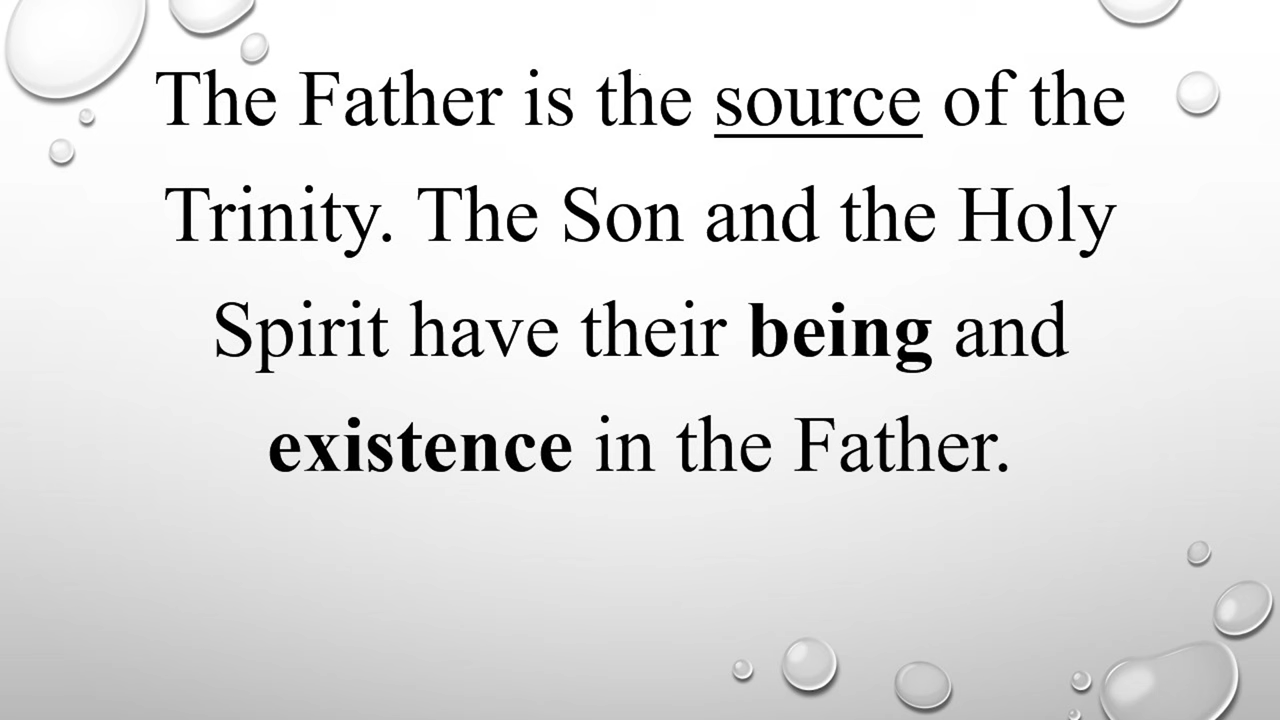 The Father is the source of the
Trinity. The Son and the Holy
Spirit have their being and
existence in the Father.